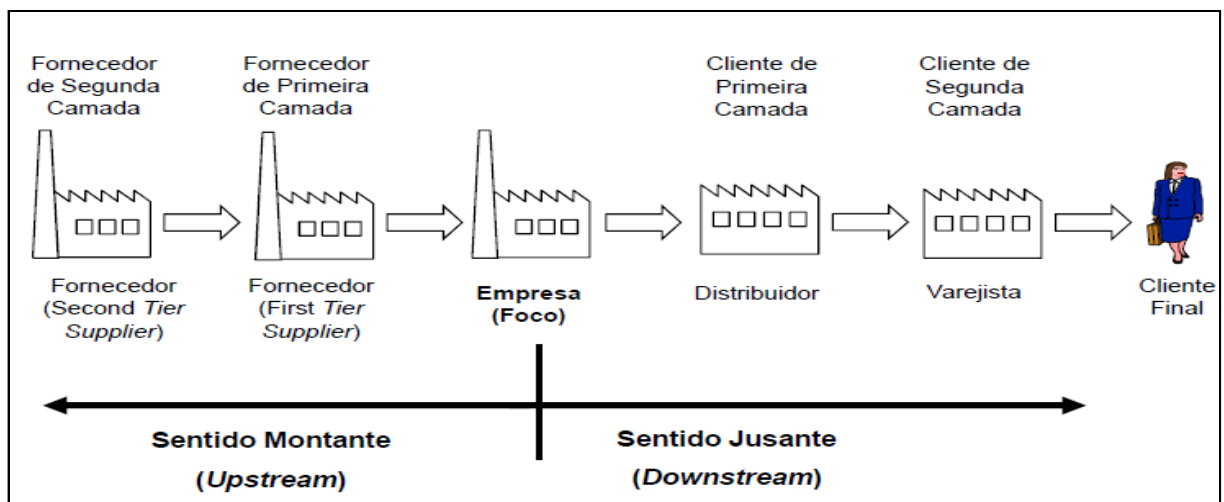 Fornecedor
de Segunda
Camada
Fornecedor
de Primeira
Camada
Cliente de
Primeira
Camada
Cliente de
Segunda
Camada
Fornecedor
(Second Tier
Supplier)
Fornecedor
(First Tier
Supplier)
Empresa
(Foco)
Distribuidor
Varejista
Cliente
Final
Sentido Montante
(Upstream)
Sentido Jusante
(Downstream)